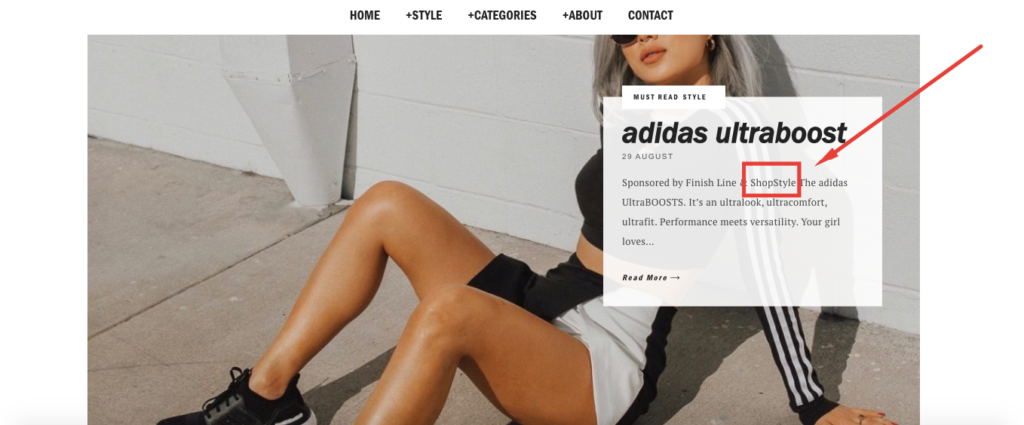 HOME +STYLE +CATEGORIES +ABOUT CONTACT
MUST READ STYLE
adidas ultraboost
29 AUGUST
Sponsored by Finish Line & ShopStyle The adidas
UltraBOOSTS. It's an ultralook, ultracomfort,
ultrafit. Performance meets versatility. Your girl
loves...
Read More →